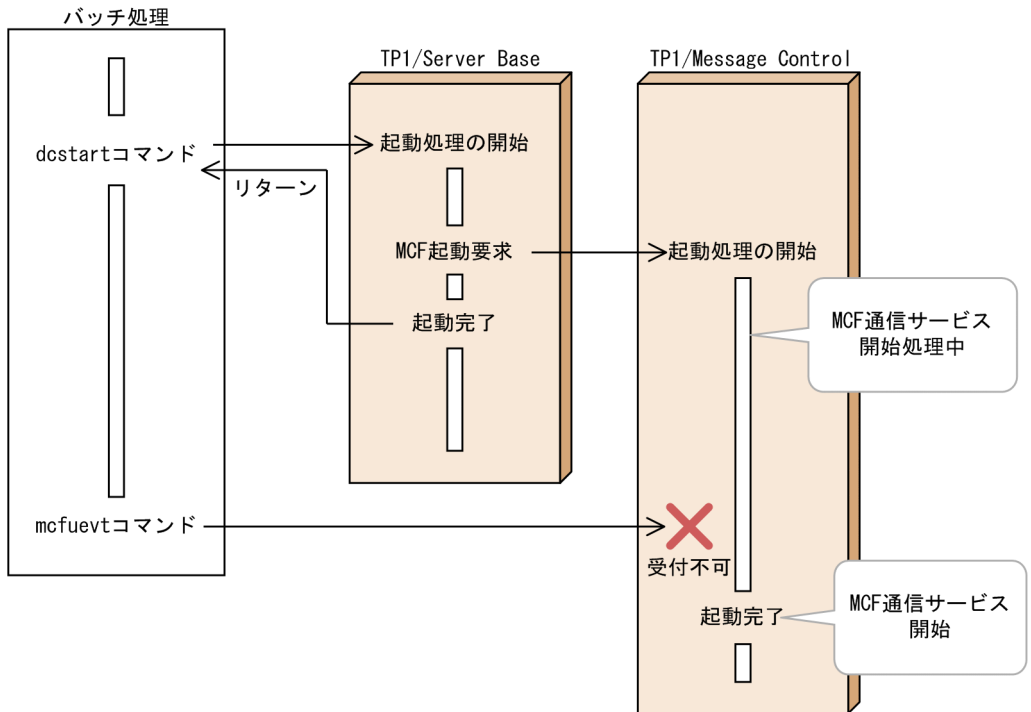 バッチ処理
TP1/Server Base
TP1/Message Control
起動処理の開始
dcstartコマンド
リターン
MCF起動要求
起動処理の開始
起動完了
MCF通信サービス
開始処理中
mcfuevtコマンド
受付不可
起動完了
MCF通信サービス
開始